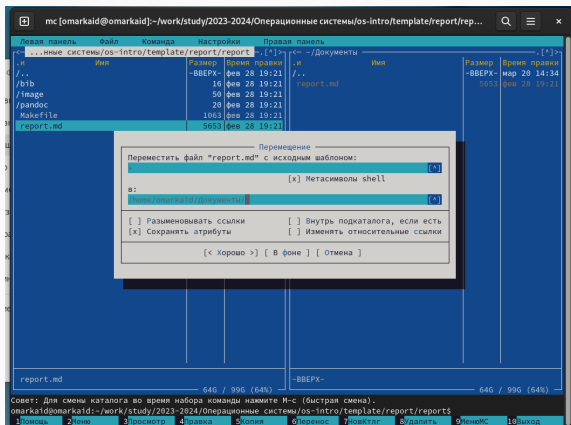 mc [omarkaid@omarkaid]:~/work/study/2023-2024/Операционные системы/os-intro/template/report/rep...
Левая панель Файл Команда Настройки Правая панель
<- ...нные системы/os-intro/template/report/report -.[^]> <- ~/Документы .[^]>
.и Имя Размер Время правки .и Имя Размер Время правки
/.. -ВВЕРХ- фев 28 19:21 /.. -ВВЕРХ- мар 20 14:34
/bib 16 фев 28 19:21 report.md 5653 фев 28 19:21
/image 50 фев 28 19:21
/pandoc 20 фев 28 19:21
Makefile 1063 фев 28 19:21
report.md 5653 фев 28 19:21
Перемещение
Переместить файл "report.md" с исходным шаблоном:
* [^]
[x] Метасимволы shell
в:
/home/omarkaid/Документы/ [^]
[ ] Разыменовывать ссылки [ ] Внутрь подкаталога, если есть
[x] Сохранять атрибуты [ ] Изменять относительные ссылки
[< Хорошо >] [ В фоне ] [ Отмена ]
report.md -ВВЕРХ-
64G / 99G (64%) 64G / 99G (64%)
Совет: Для смены каталога во время набора команды нажмите M-c (быстрая смена).
omarkaid@omarkaid:~/work/study/2023-2024/Операционные системы/os-intro/template/report/report$
1Помощь 2Меню 3Просмотр 4Правка 5Копия 6Перенос 7НовКтлг 8Удалить 9МенюMC 10Выход